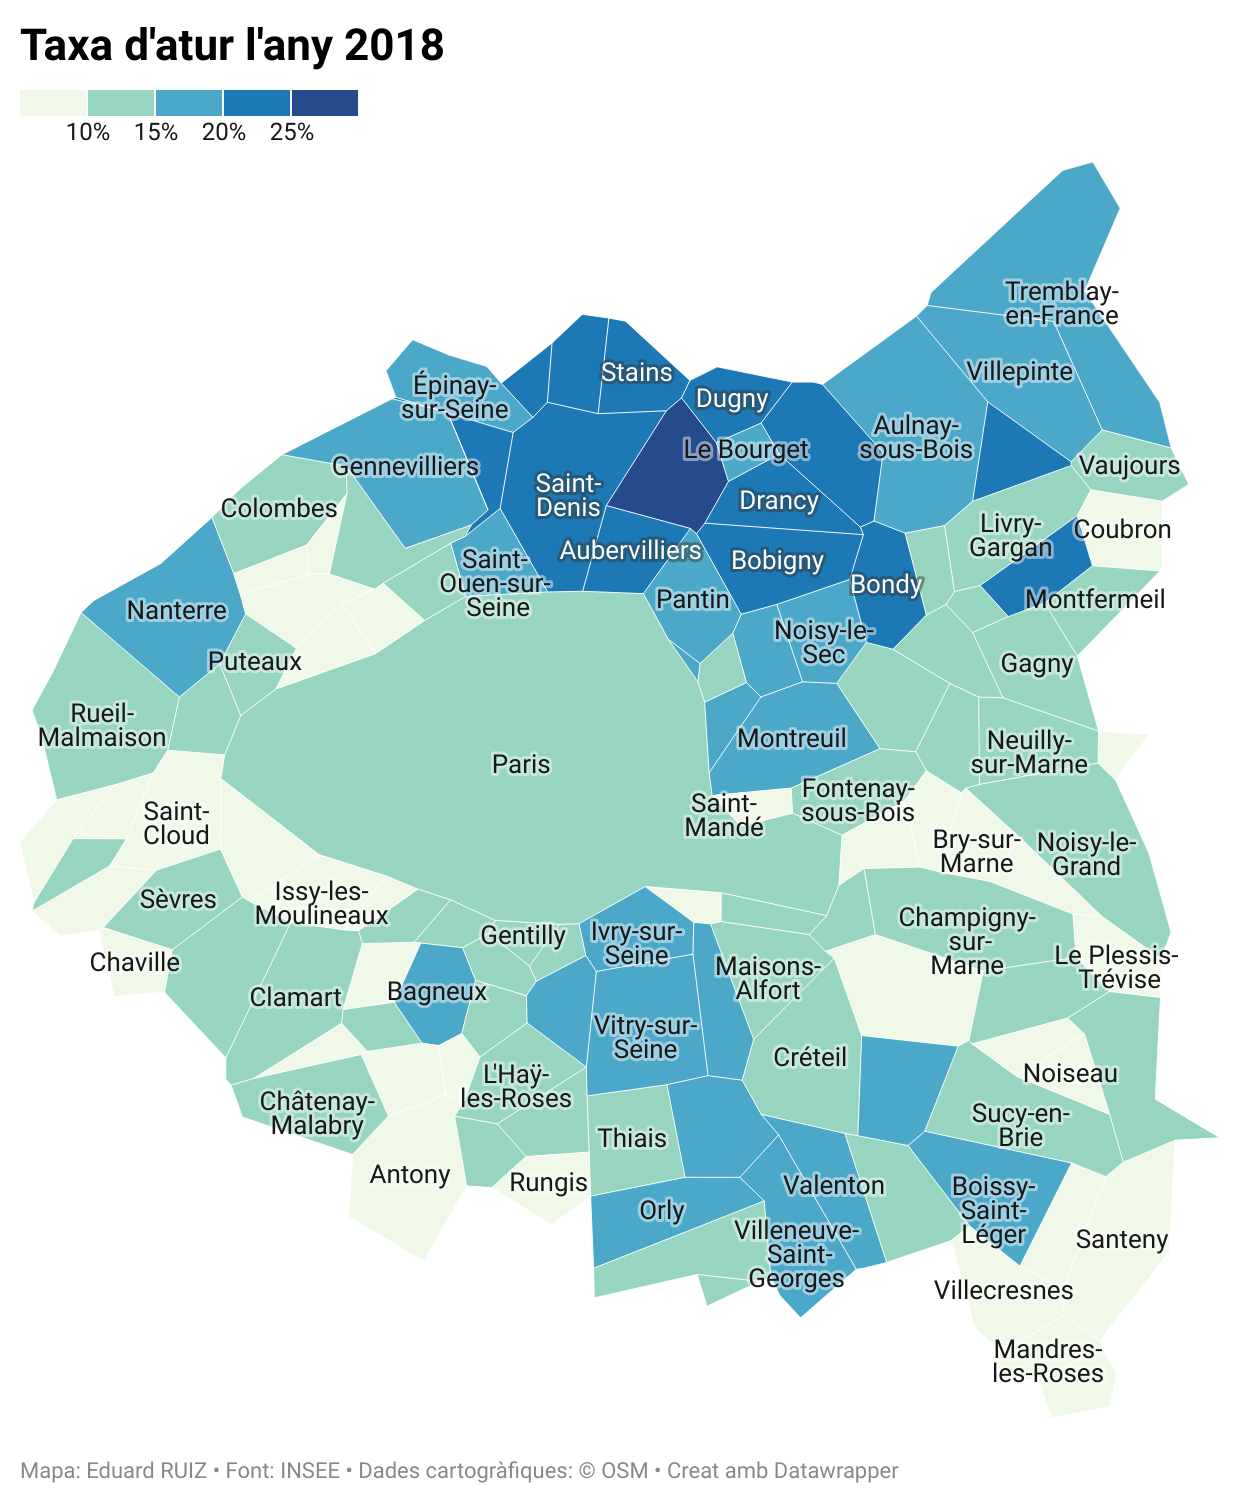 Taxa d'atur l'any 2018
10% 15% 20% 25%
Tremblay-
en-France
Villepinte
Stains
Épinay-
sur-Seine
Dugny
Aulnay-
sous-Bois
Le Bourget
Gennevilliers
Vaujours
Saint-
Denis
Drancy
Colombes
Livry-
Gargan
Coubron
Aubervilliers
Bobigny
Saint-
Ouen-sur-
Seine
Bondy
Pantin
Montfermeil
Nanterre
Noisy-le-
Sec
Puteaux
Gagny
Rueil-
Malmaison
Montreuil
Neuilly-
sur-Marne
Paris
Saint-
Mandé
Fontenay-
sous-Bois
Saint-
Cloud
Bry-sur-
Marne
Noisy-le-
Grand
Sèvres
Issy-les-
Moulineaux
Champigny-
sur-
Marne
Gentilly
Ivry-sur-
Seine
Chaville
Maisons-
Alfort
Le Plessis-
Trévise
Clamart
Bagneux
Vitry-sur-
Seine
Créteil
Noiseau
L'Haÿ-
les-Roses
Châtenay-
Malabry
Sucy-en-
Brie
Thiais
Antony
Rungis
Valenton
Boissy-
Saint-
Léger
Orly
Villeneuve-
Saint-
Georges
Santeny
Villecresnes
Mandres-
les-Roses
Mapa: Eduard RUIZ • Font: INSEE • Dades cartogràfiques: © OSM • Creat amb Datawrapper